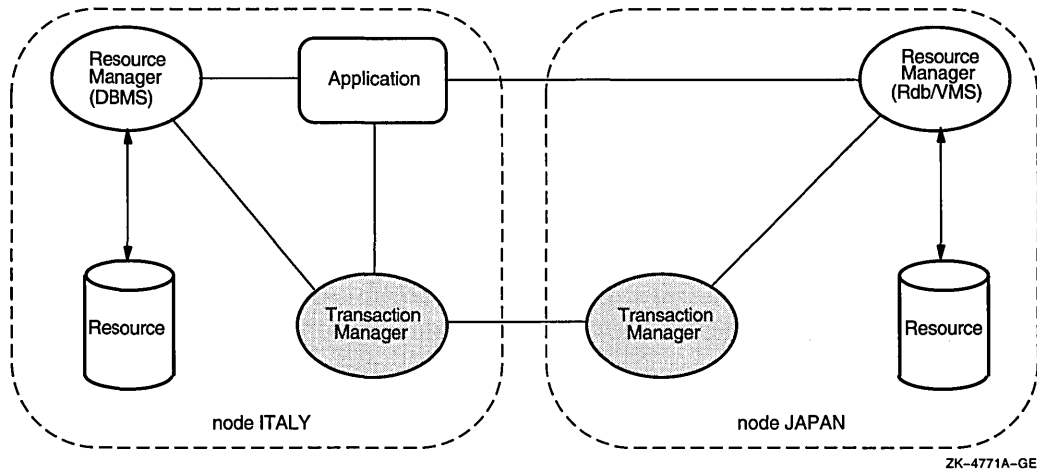 Resource
Manager
(DBMS)
Application
Resource
Manager
(Rdb/VMS)
Resource
Transaction
Manager
Transaction
Manager
Resource
node ITALY
node JAPAN
ZK–4771A–GE